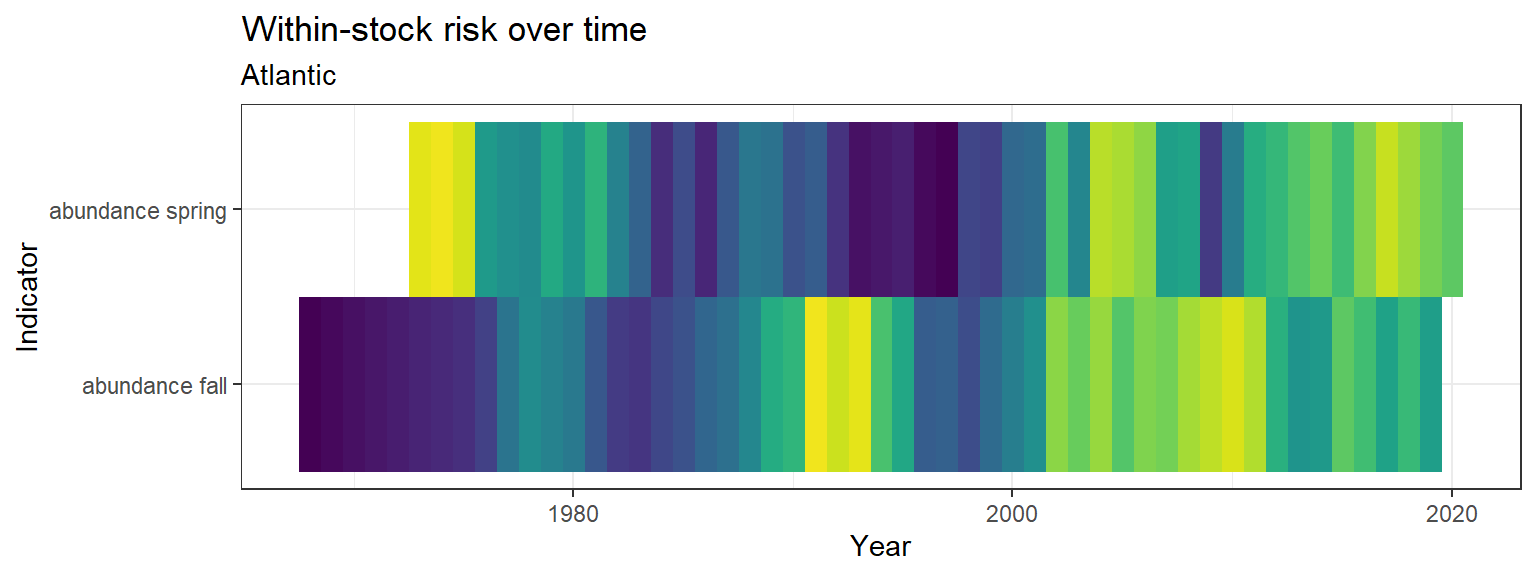 Within-stock risk over time
Atlantic
Indicator
abundance spring
abundance fall
1980
2000
2020
Year